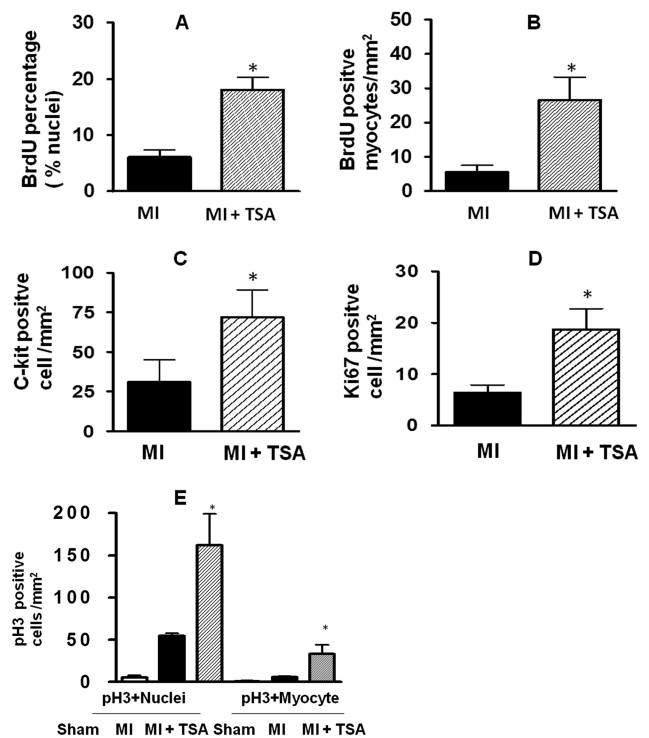 A
BrdU percentage
( % nuclei)
30
20
10
0
*
MI
MI + TSA
B
BrdU positve
myocytes/mm2
50
40
30
20
10
0
*
MI
MI + TSA
C
C-kit positve
cell /mm2
100
75
50
25
0
*
MI
MI + TSA
D
Ki67 positve
cell /mm2
30
20
10
0
*
MI
MI + TSA
E
pH3 positive
cells /mm2
200
150
100
50
0
*
*
pH3+Nuclei
pH3+Myocyte
Sham MI MI + TSA Sham MI MI + TSA